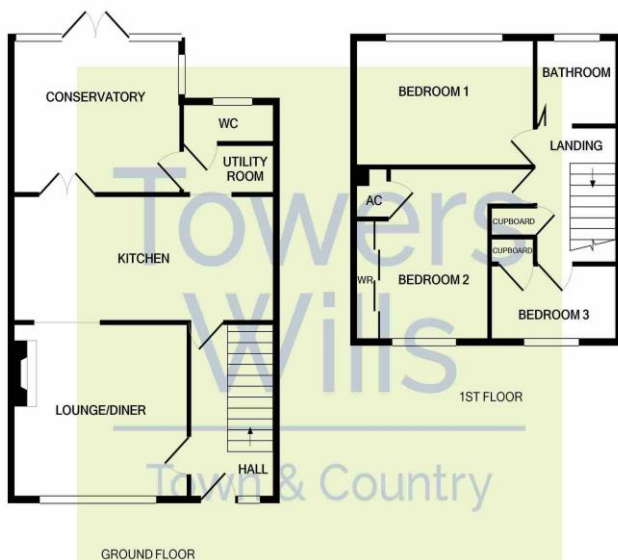 CONSERVATORY
WC
UTILITY
ROOM
KITCHEN
LOUNGE/DINER
HALL
GROUND FLOOR
BEDROOM 1
BATHROOM
LANDING
AC
CUPBOARD
CUPBOARD
WR
BEDROOM 2
BEDROOM 3
1ST FLOOR
Towers
Wills
Town & Country